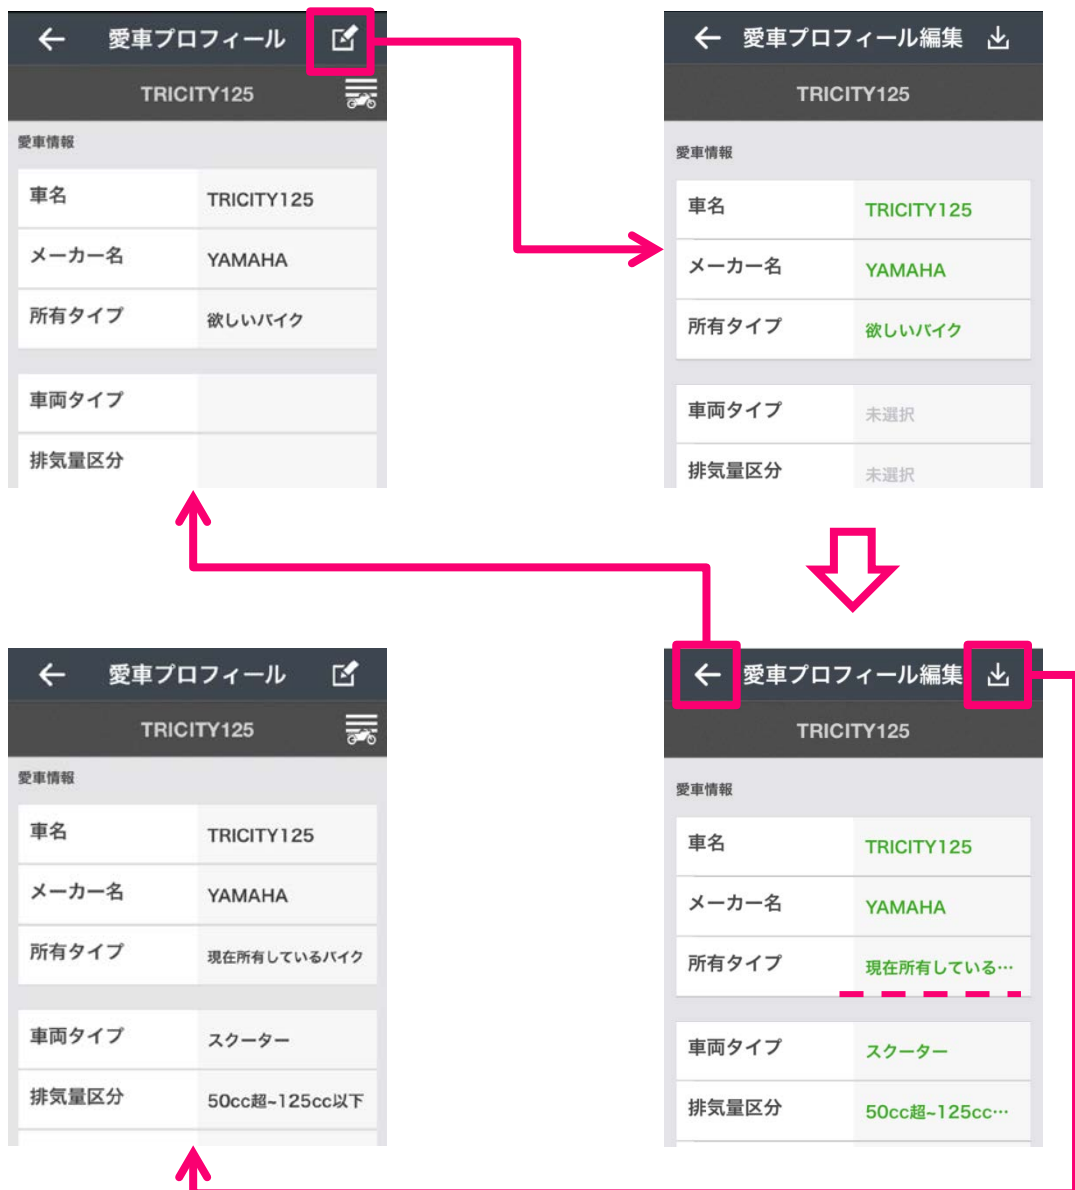 愛車プロフィール
TRICITY125
愛車情報
車名 TRICITY125
メーカー名 YAMAHA
所有タイプ 欲しいバイク
車両タイプ
排気量区分
愛車プロフィール編集
TRICITY125
愛車情報
車名 TRICITY125
メーカー名 YAMAHA
所有タイプ 欲しいバイク
車両タイプ 未選択
排気量区分 未選択
愛車プロフィール
TRICITY125
愛車情報
車名 TRICITY125
メーカー名 YAMAHA
所有タイプ 現在所有しているバイク
車両タイプ スクーター
排気量区分 50cc超~125cc以下
愛車プロフィール編集
TRICITY125
愛車情報
車名 TRICITY125
メーカー名 YAMAHA
所有タイプ 現在所有している…
車両タイプ スクーター
排気量区分 50cc超~125cc…